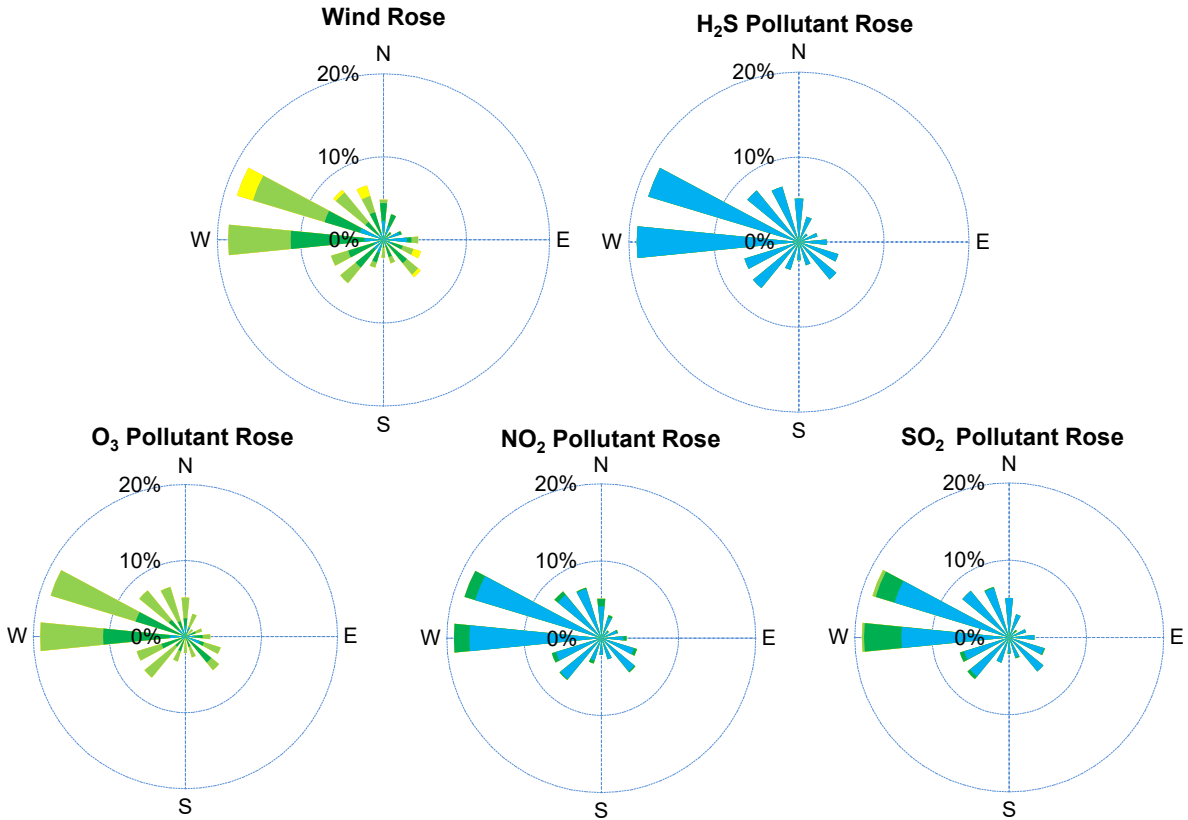 Wind Rose
N
20%
10%
W
0%
E
S
H₂S Pollutant Rose
N
20%
10%
W
0%
E
S
O₃ Pollutant Rose
N
20%
10%
W
0%
E
S
NO₂ Pollutant Rose
N
20%
10%
W
0%
E
S
SO₂ Pollutant Rose
N
20%
10%
W
0%
E
S